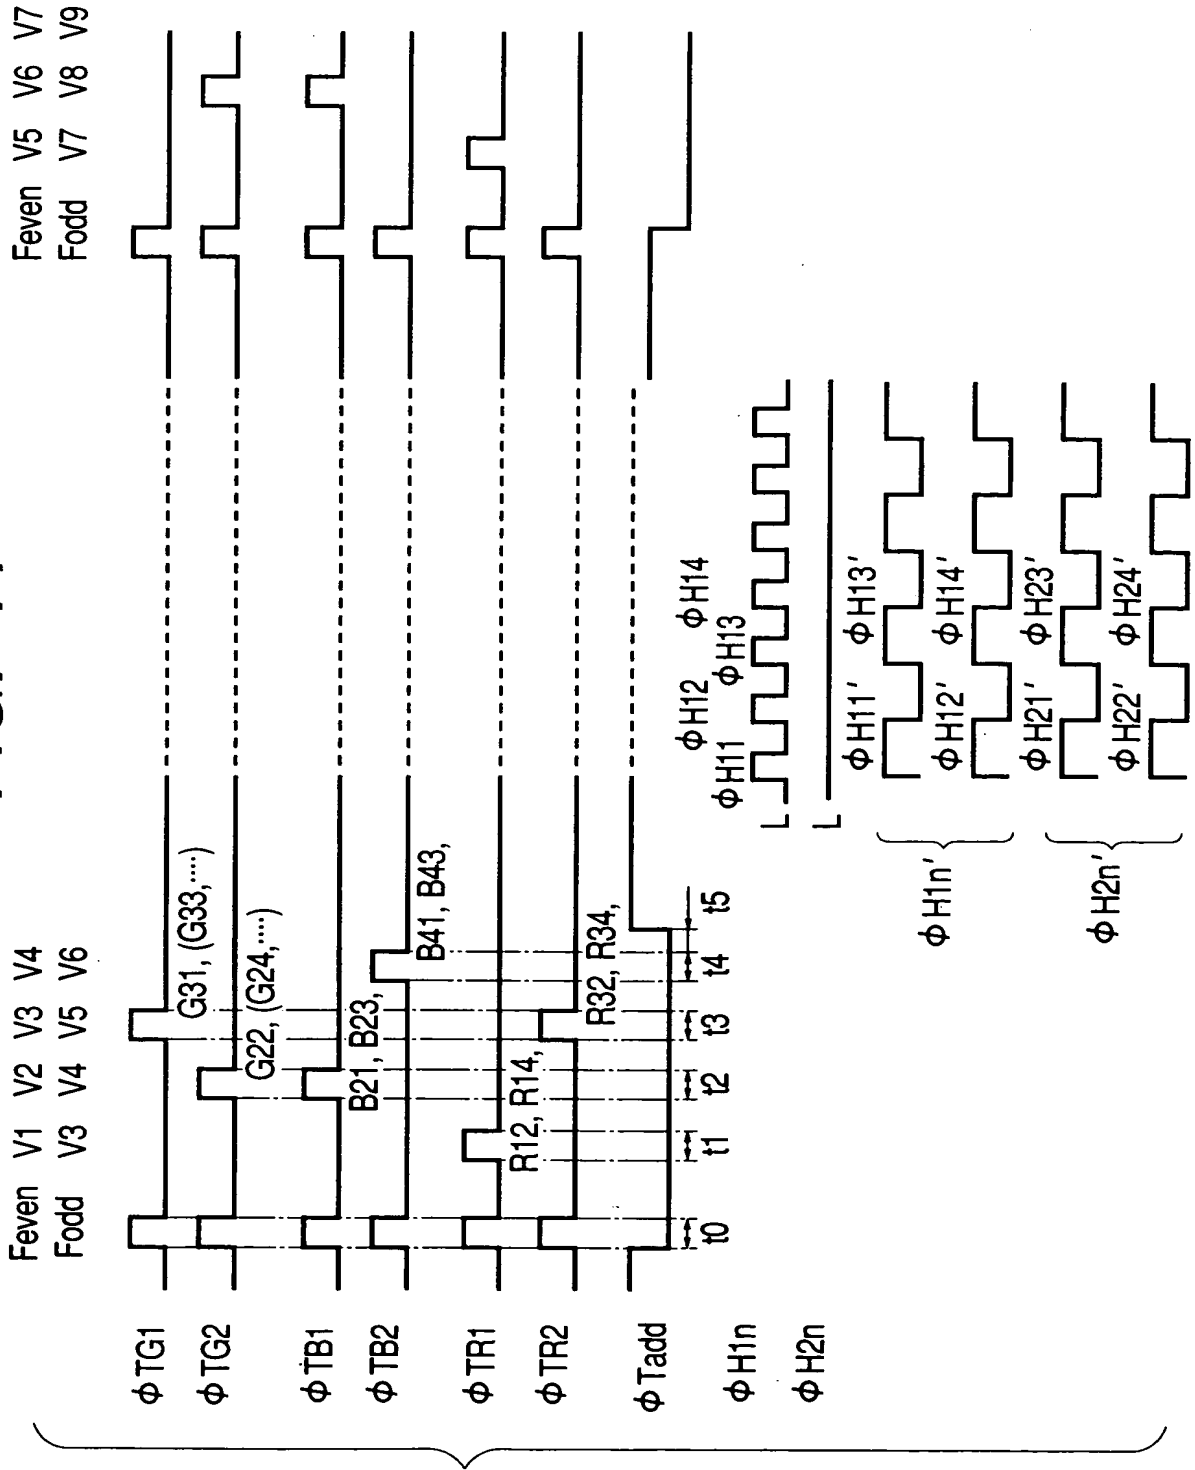 Feven V1 V2 V3 V4
Fodd V3 V4 V5 V6
Feven V5 V6 V7
Fodd V7 V8 V9
ϕTG1
G31, (G33,....)
ϕTG2
G22, (G24,....)
ϕTB1
B21, B23,
ϕTB2
B41, B43,
ϕTR1
R12, R14,
ϕTR2
R32, R34,
ϕTadd
t0 t1 t2 t3 t4 t5
ϕH1n
L
ϕH11 ϕH12 ϕH13 ϕH14
ϕH2n
L
ϕH1n'
ϕH11' ϕH13'
ϕH12' ϕH14'
ϕH2n'
ϕH21' ϕH23'
ϕH22' ϕH24'